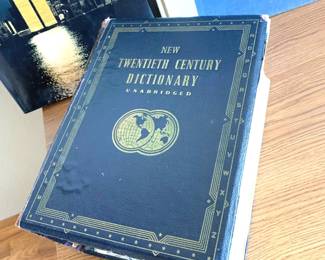 NEW
TWENTIETH CENTURY
DICTIONARY
UNABRIDGED